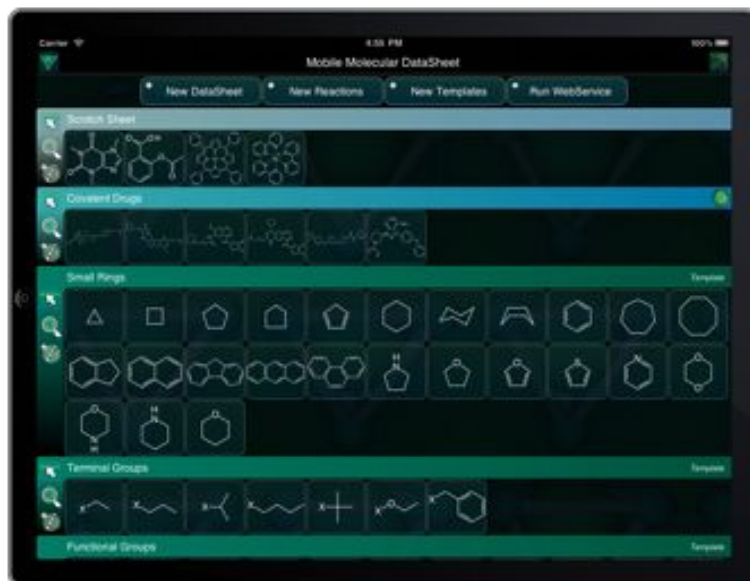 Carrier 4:55 PM 100%
Mobile Molecular DataSheet
New DataSheet New Reactions New Templates Run WebService
Scratch Sheet
Covalent Drugs
Small Rings Template
Terminal Groups Template
Functional Groups Template